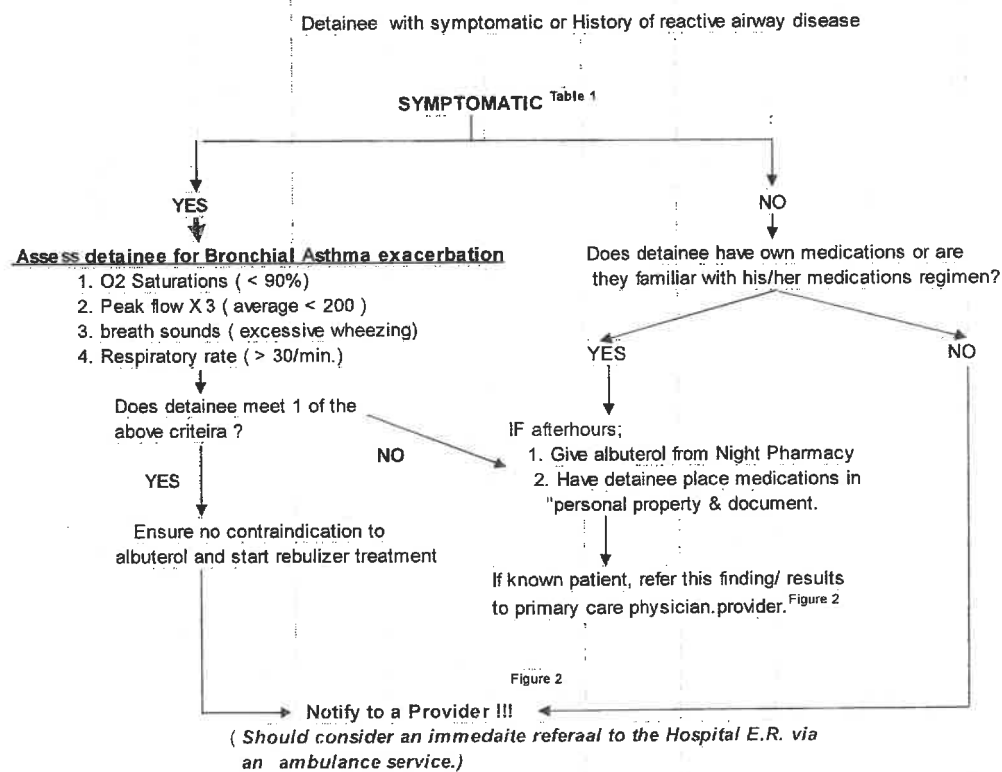 Detainee with symptomatic or History of reactive airway disease
SYMPTOMATIC Table 1
YES
NO
Assess detainee for Bronchial Asthma exacerbation
1. O2 Saturations ( < 90%)
2. Peak flow X 3 ( average < 200 )
3. breath sounds ( excessive wheezing)
4. Respiratory rate ( > 30/min.)
Does detainee have own medications or are
they familiar with his/her medications regimen?
YES
NO
Does detainee meet 1 of the
above criteira ?
NO
YES
IF afterhours;
1. Give albuterol from Night Pharmacy
2. Have detainee place medications in
"personal property & document.
Ensure no contraindication to
albuterol and start rebulizer treatment
If known patient, refer this finding/ results
to primary care physician.provider. Figure 2
Figure 2
Notify to a Provider !!!
( Should consider an immedaite referaal to the Hospital E.R. via
an ambulance service.)